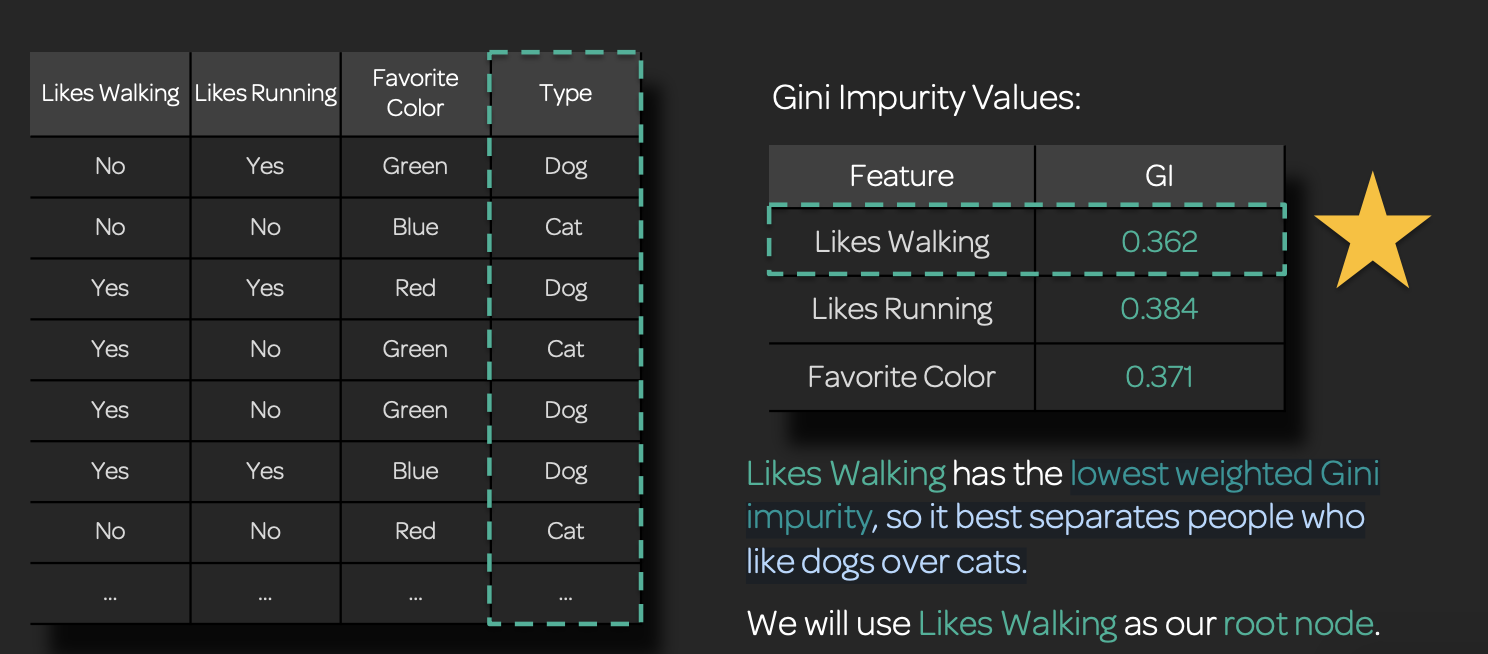 Likes Walking Likes Running Favorite Color Type
No Yes Green Dog
No No Blue Cat
Yes Yes Red Dog
Yes No Green Cat
Yes No Green Dog
Yes Yes Blue Dog
No No Red Cat
... ... ... ...
Gini Impurity Values:
Feature GI
Likes Walking 0.362
Likes Running 0.384
Favorite Color 0.371
Likes Walking has the lowest weighted Gini
impurity, so it best separates people who
like dogs over cats.
We will use Likes Walking as our root node.